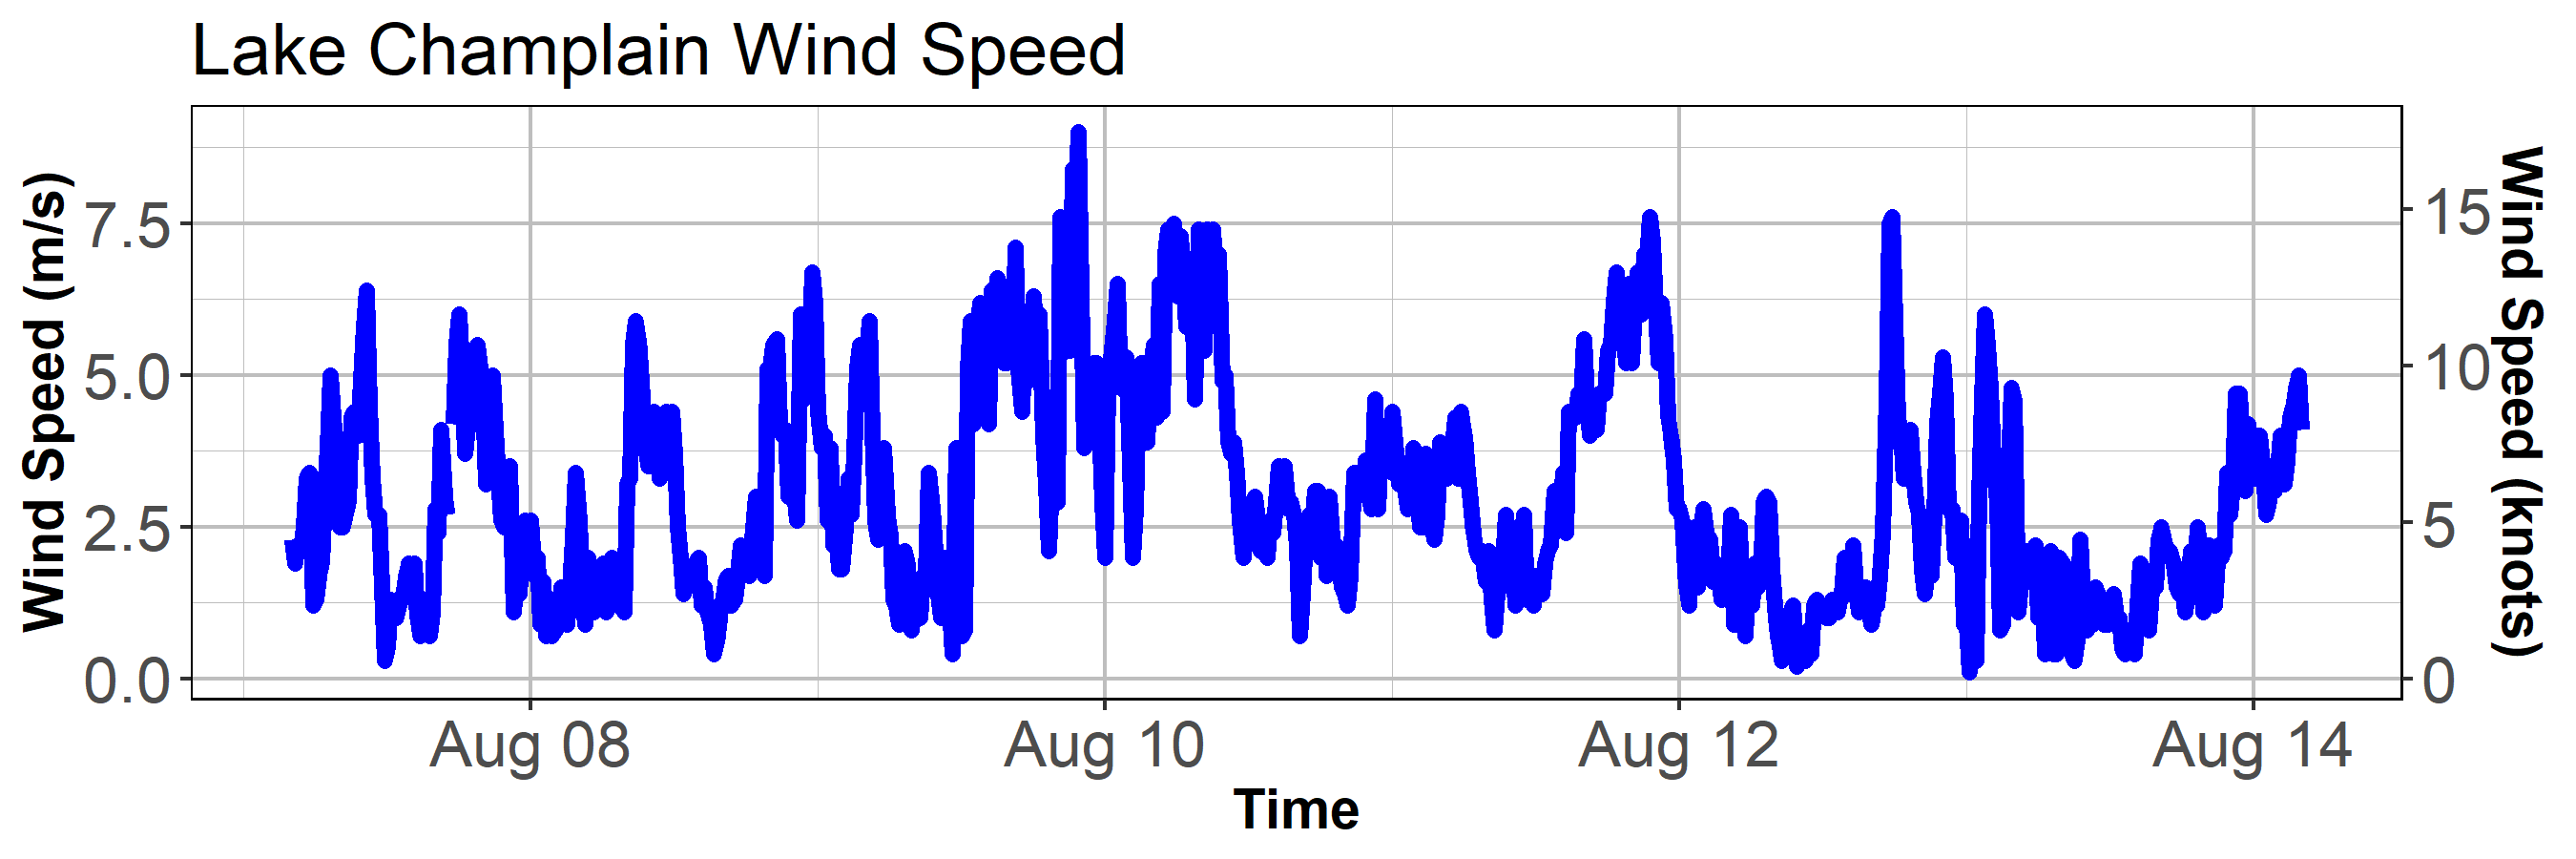 Lake Champlain Wind Speed
Wind Speed (m/s)
7.5
5.0
2.5
0.0
15
10
5
0
Wind Speed (knots)
Aug 08
Aug 10
Aug 12
Aug 14
Time